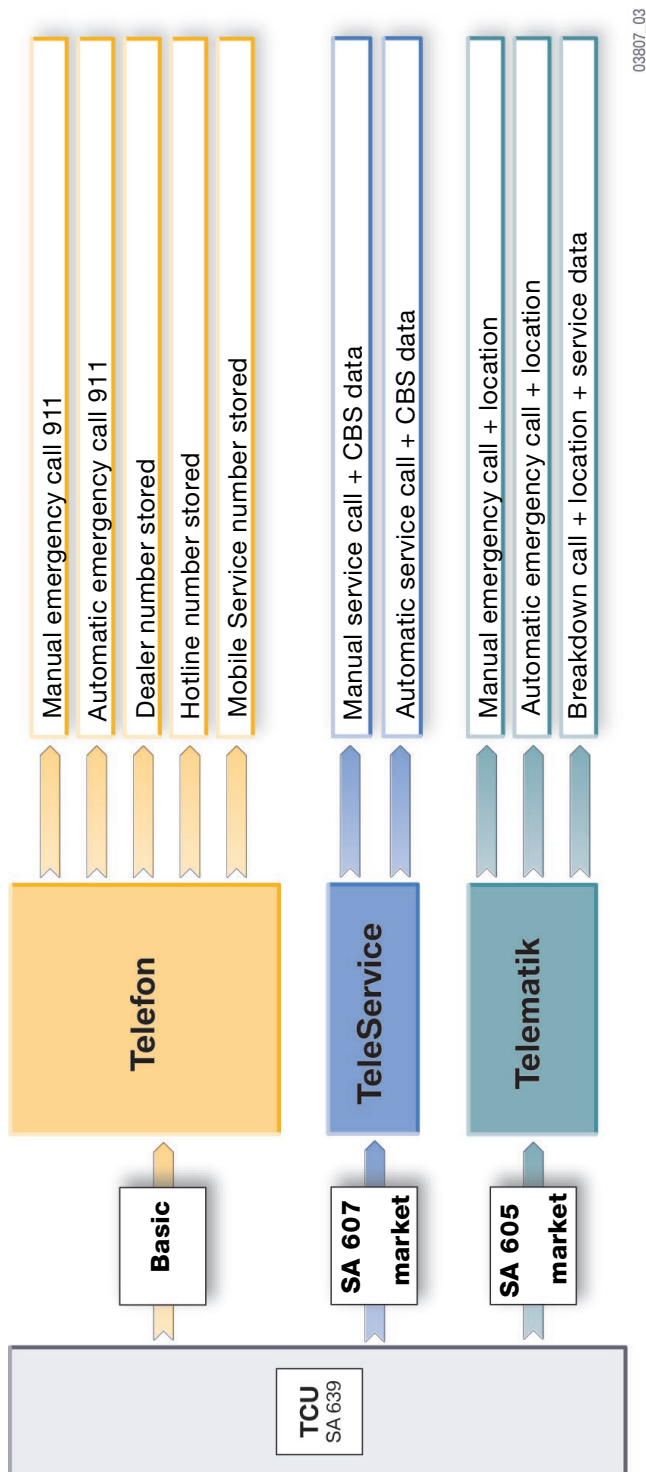 TCU
SA 639
Basic
Telefon
Manual emergency call 911
Automatic emergency call 911
Dealer number stored
Hotline number stored
Mobile Service number stored
SA 607
market
TeleService
Manual service call + CBS data
Automatic service call + CBS data
SA 605
market
Telematik
Manual emergency call + location
Automatic emergency call + location
Breakdown call + location + service data
03807_03